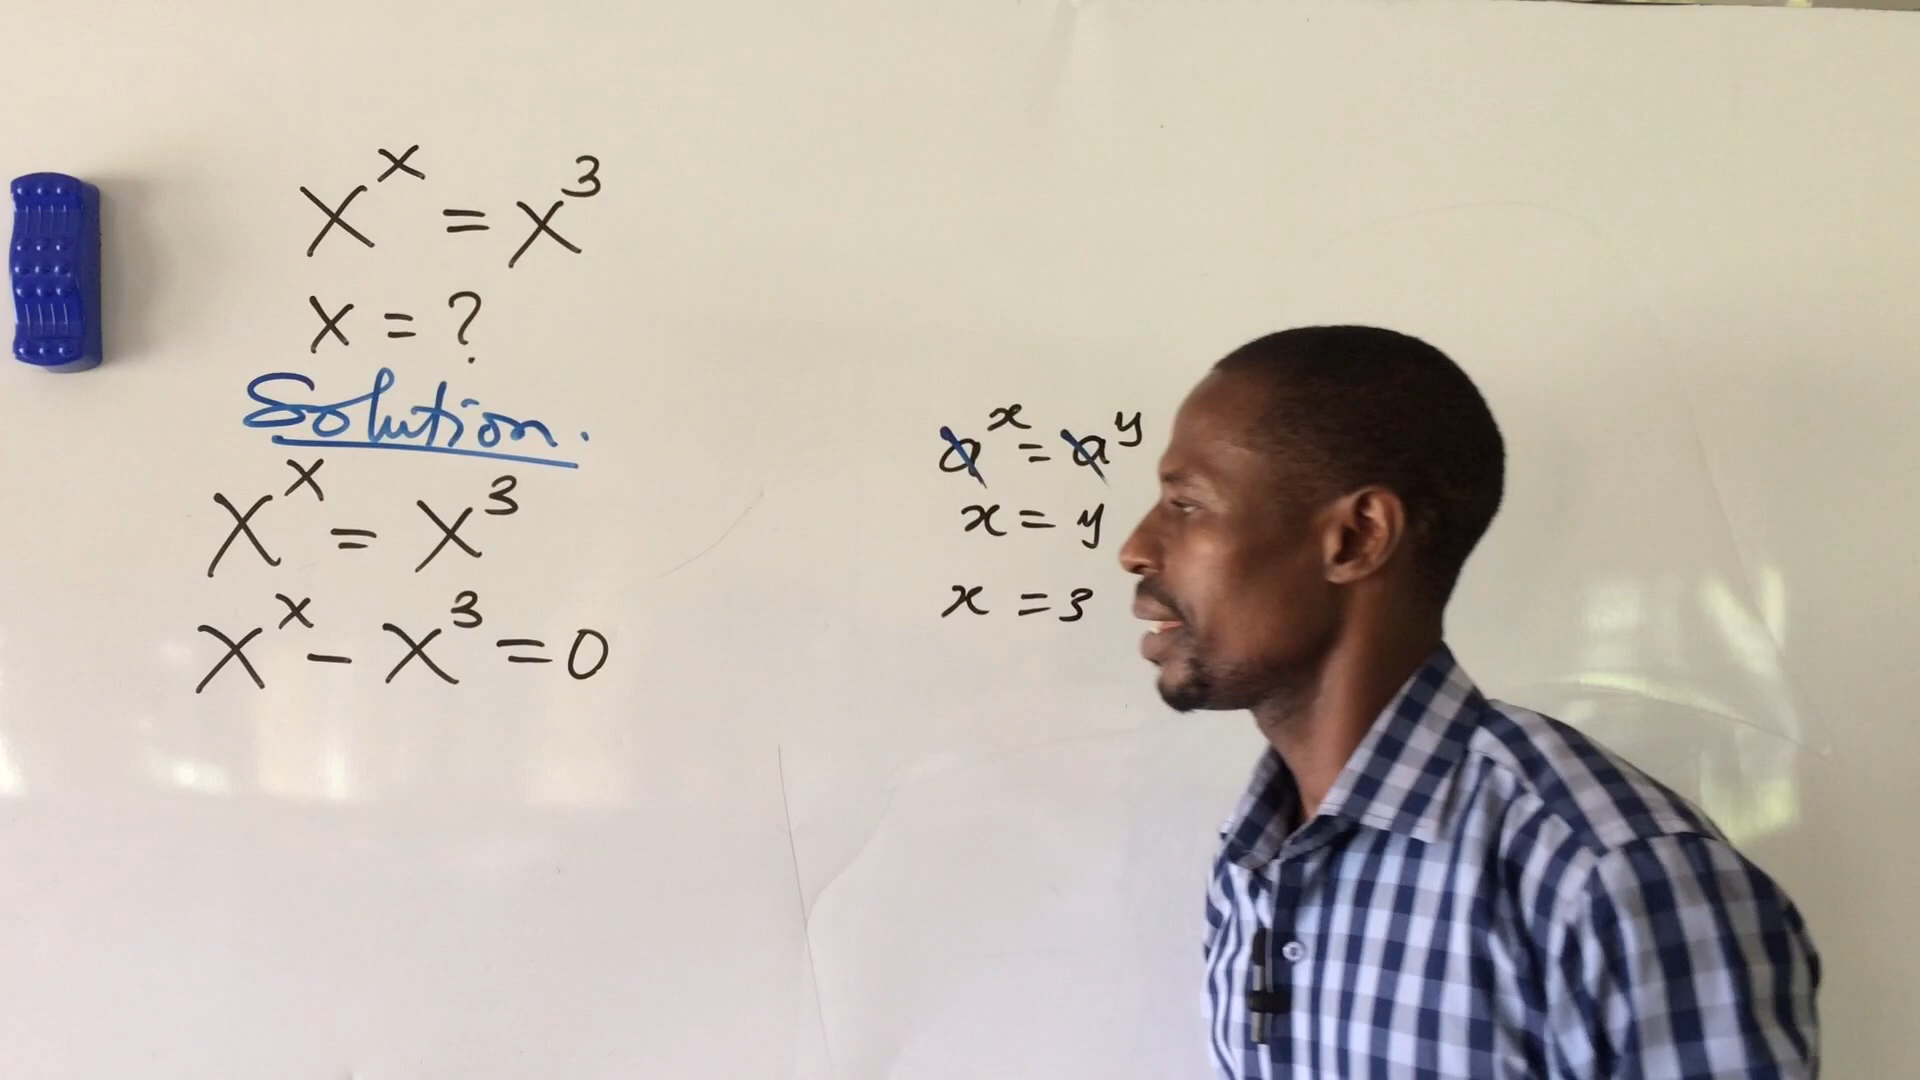 x^x = x^3
x = ?
Solution.
x^x = x^3
x^x - x^3 = 0
a^x = a^y
x = y
x = 3